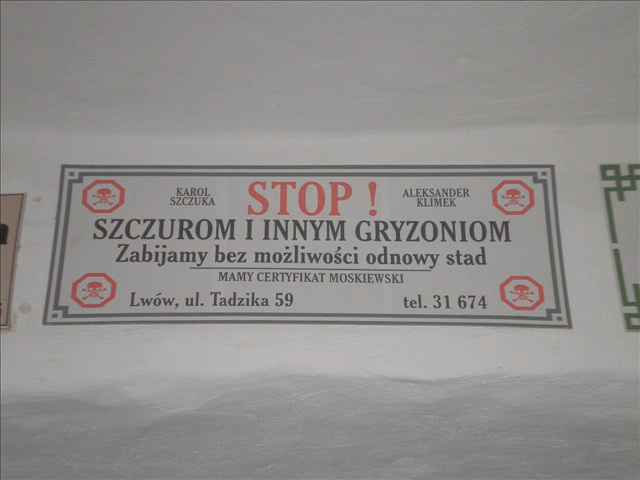 KAROL SZCZUKA
STOP !
ALEKSANDER KLIMEK
SZCZUROM I INNYM GRYZONIOM
Zabijamy bez możliwości odnowy stad
MAMY CERTYFIKAT MOSKIEWSKI
Lwów, ul. Tadzika 59
tel. 31 674